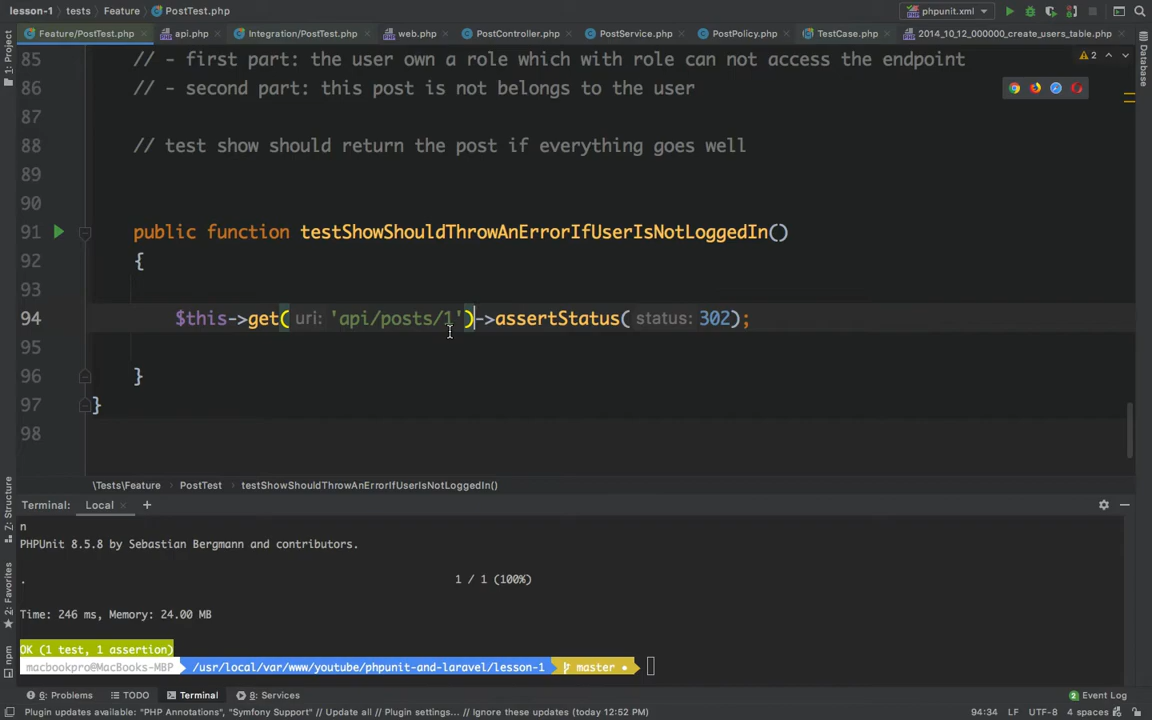 lesson-1 › tests › Feature › PostTest.php
phpunit.xml
Feature/PostTest.php
api.php
Integration/PostTest.php
web.php
PostController.php
PostService.php
PostPolicy.php
TestCase.php
2014_10_12_000000_create_users_table.php
1: Project
Database
2
85 // - first part: the user own a role which with role can not access the endpoint
86 // - second part: this post is not belongs to the user
87
88 // test show should return the post if everything goes well
89
90
91 public function testShowShouldThrowAnErrorIfUserIsNotLoggedIn()
92 {
93
94 $this->get( uri: 'api/posts/1')->assertStatus( status: 302);
95
96 }
97 }
98
\Tests\Feature › PostTest › testShowShouldThrowAnErrorIfUserIsNotLoggedIn()
Terminal: Local
n
PHPUnit 8.5.8 by Sebastian Bergmann and contributors.
. 1 / 1 (100%)
Time: 246 ms, Memory: 24.00 MB
OK (1 test, 1 assertion)
macbookpro@MacBooks-MBP /usr/local/var/www/youtube/phpunit-and-laravel/lesson-1 master
Z: Structure
2: Favorites
npm
6: Problems
TODO
Terminal
8: Services
2 Event Log
Plugin updates available: "PHP Annotations", "Symfony Support" // Update all // Plugin settings... // Ignore these updates (today 12:52 PM)
94:34 LF UTF-8 4 spaces